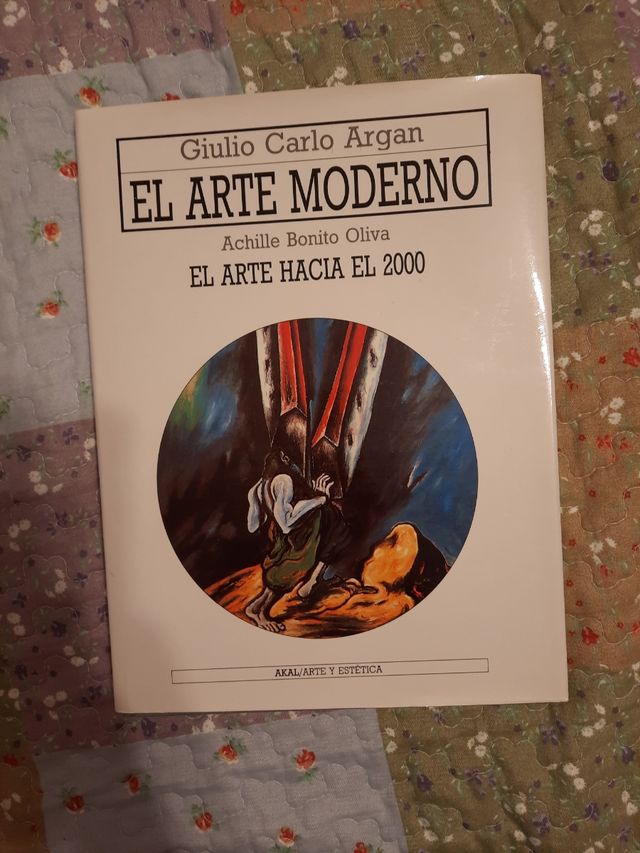 Giulio Carlo Argan
EL ARTE MODERNO
Achille Bonito Oliva
EL ARTE HACIA EL 2000
AKAL/ARTE Y ESTÉTICA